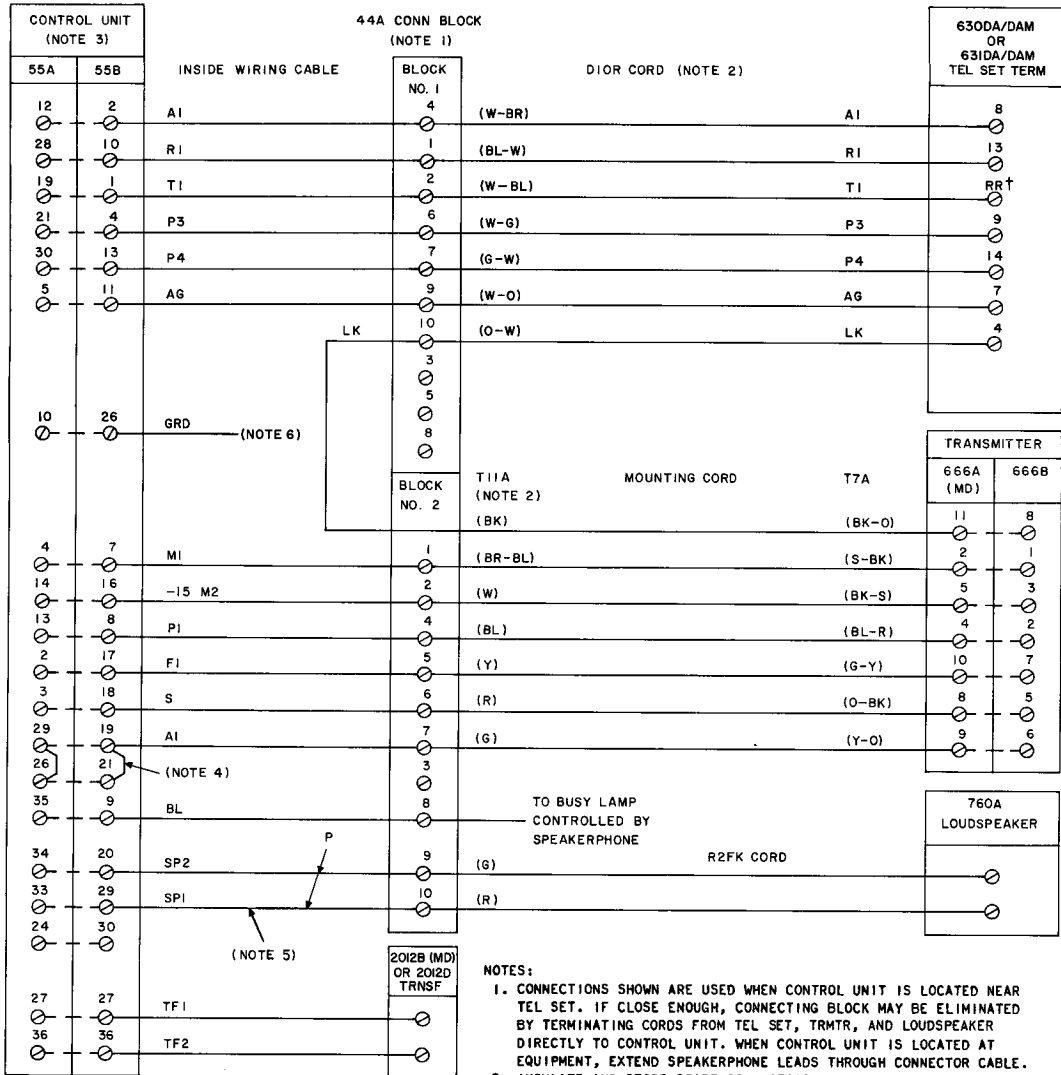 CONTROL UNIT
(NOTE 3)
55A 55B
44A CONN BLOCK
(NOTE 1)
630DA/DAM
OR
631DA/DAM
TEL SET TERM
INSIDE WIRING CABLE
BLOCK
NO. 1
DIOR CORD (NOTE 2)
12 2 A1 4 (W-BR) A1 8
28 10 R1 1 (BL-W) R1 13
19 1 T1 2 (W-BL) T1 RR†
21 4 P3 6 (W-G) P3 9
30 13 P4 7 (G-W) P4 14
5 11 AG 9 (W-O) AG 7
LK 10 (O-W) LK 4
3
5
8
10 26 GRD (NOTE 6)
BLOCK
NO. 2
T11A
(NOTE 2)
MOUNTING CORD
T7A
TRANSMITTER
666A
(MD)
666B
(BK) (BK-O) 11 8
4 7 M1 1 (BR-BL) (S-BK) 2 1
14 16 -15 M2 2 (W) (BK-S) 5 3
13 8 P1 4 (BL) (BL-R) 4 2
2 17 F1 5 (Y) (G-Y) 10 7
3 18 S 6 (R) (O-BK) 8 5
29 19 A1 7 (G) (Y-O) 9 6
26 21 (NOTE 4) 3
35 9 BL 8
TO BUSY LAMP
CONTROLLED BY
SPEAKERPHONE
760A
LOUDSPEAKER
P
34 20 SP2 9 (G) R2FK CORD
33 29 SP1 10 (R)
24 30
(NOTE 5)
2012B (MD)
OR 2012D
TRNSF
27 27 TF1
36 36 TF2
NOTES:
1. CONNECTIONS SHOWN ARE USED WHEN CONTROL UNIT IS LOCATED NEAR
TEL SET. IF CLOSE ENOUGH, CONNECTING BLOCK MAY BE ELIMINATED
BY TERMINATING CORDS FROM TEL SET, TRMTR, AND LOUDSPEAKER
DIRECTLY TO CONTROL UNIT. WHEN CONTROL UNIT IS LOCATED AT
EQUIPMENT, EXTEND SPEAKERPHONE LEADS THROUGH CONNECTOR CABLE.